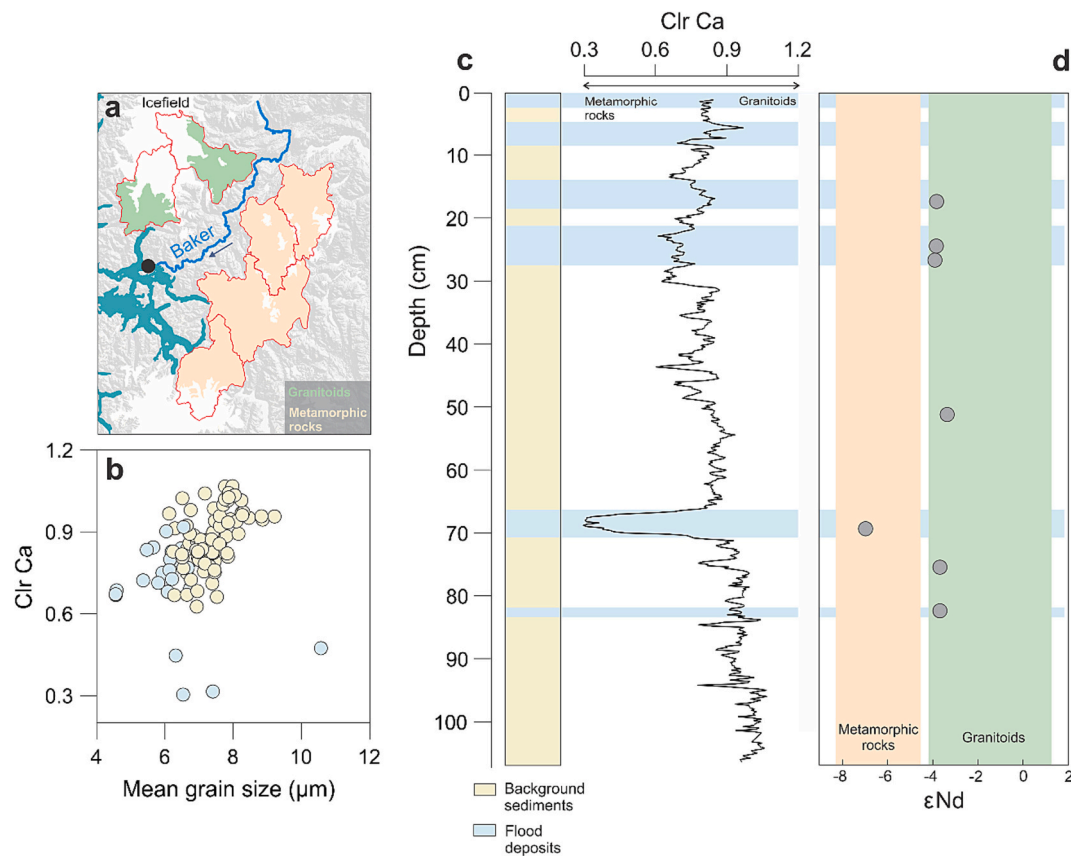 a
Icefield
Baker
Granitoids
Metamorphic
rocks
b
Clr Ca
1.2
0.9
0.6
0.3
4 6 8 10 12
Mean grain size (µm)
c
Clr Ca
0.3 0.6 0.9 1.2
Metamorphic
rocks
Granitoids
Depth (cm)
0
10
20
30
40
50
60
70
80
90
100
Background
sediments
Flood
deposits
d
Metamorphic
rocks
Granitoids
-8 -6 -4 -2 0 2
εNd